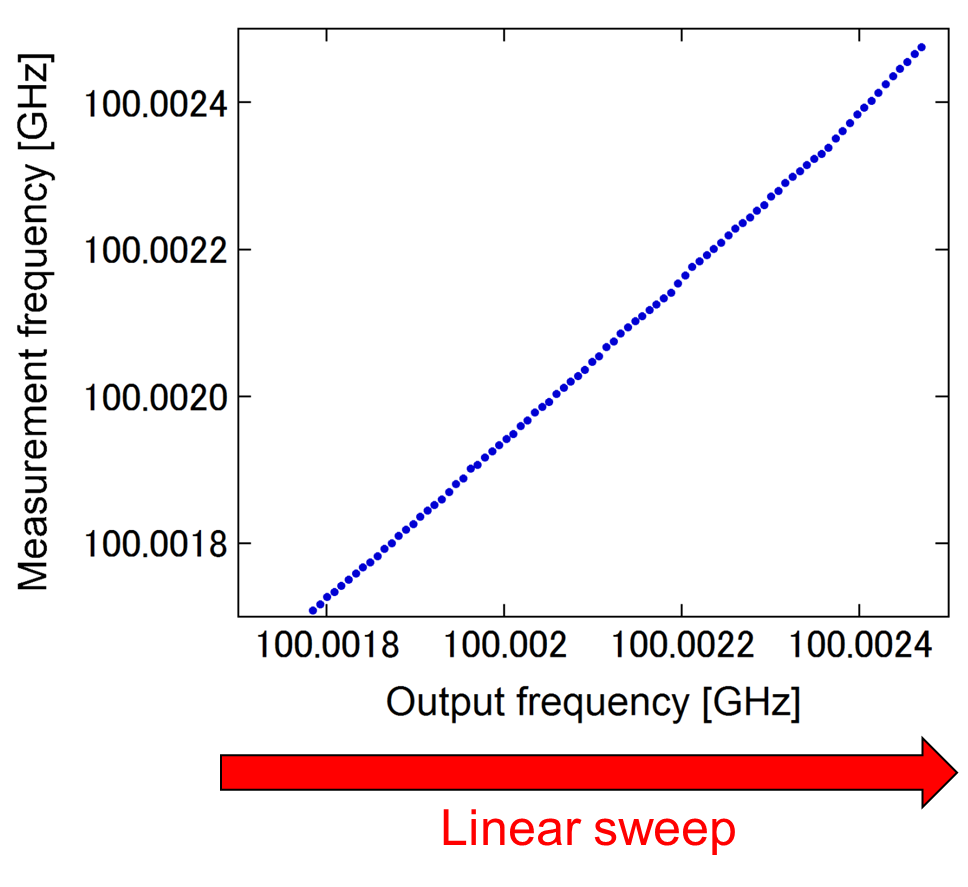 Measurement frequency [GHz]
100.0024
100.0022
100.0020
100.0018
100.0018 100.002 100.0022 100.0024
Output frequency [GHz]
Linear sweep